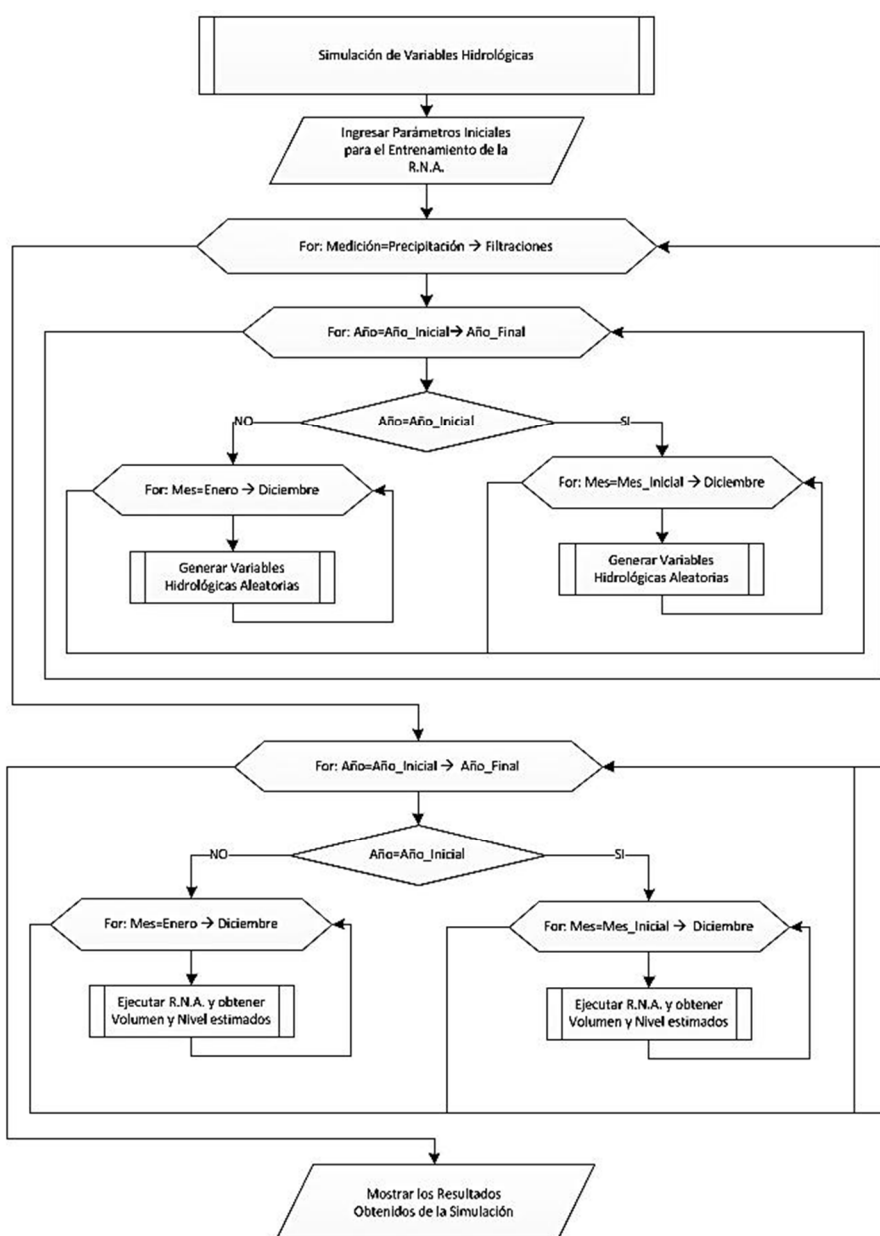 Simulación de Variables Hidrológicas
Ingresar Parámetros Iniciales
para el Entrenamiento de la
R.N.A.
For: Medición=Precipitación → Filtraciones
For: Año=Año_Inicial→ Año_Final
Año=Año_Inicial
NO
SI
For: Mes=Enero → Diciembre
For: Mes=Mes_Inicial → Diciembre
Generar Variables
Hidrológicas Aleatorias
Generar Variables
Hidrológicas Aleatorias
For: Año=Año_Inicial → Año_Final
Año=Año_Inicial
NO
SI
For: Mes=Enero → Diciembre
For: Mes=Mes_Inicial → Diciembre
Ejecutar R.N.A. y obtener
Volumen y Nivel estimados
Ejecutar R.N.A. y obtener
Volumen y Nivel estimados
Mostrar los Resultados
Obtenidos de la Simulación